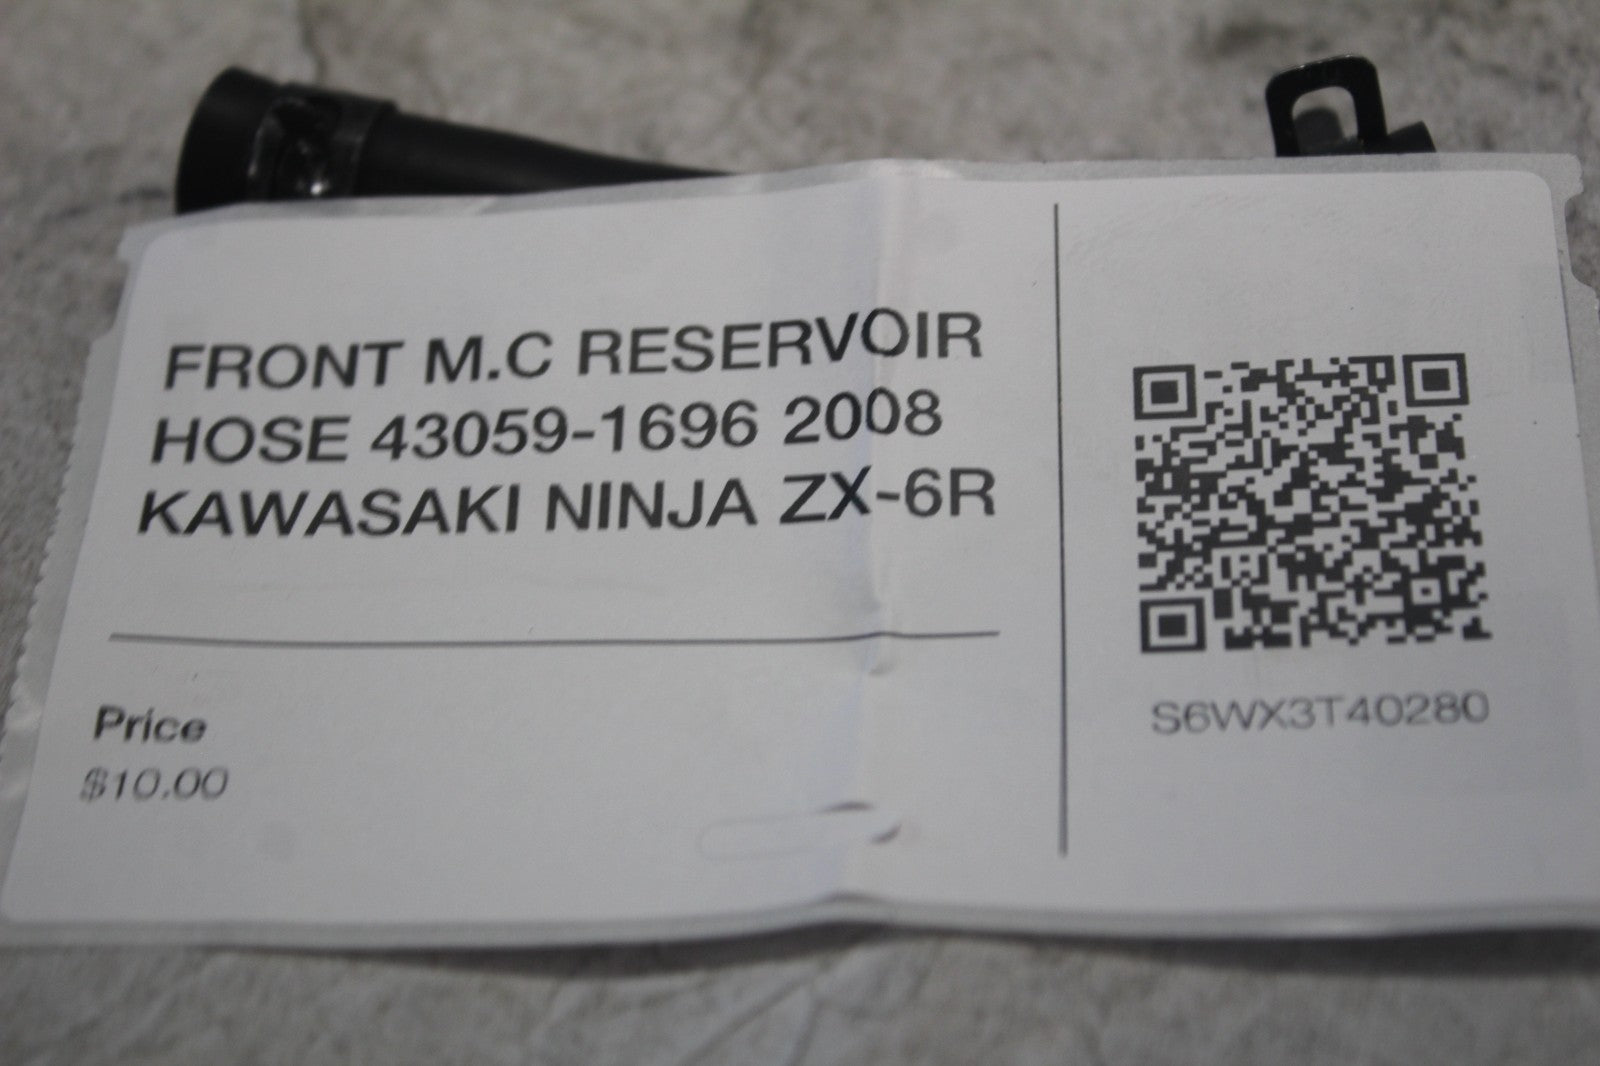 FRONT M.C RESERVOIR
HOSE 43059-1696 2008
KAWASAKI NINJA ZX-6R
Price
$10.00
S6WX3T40280